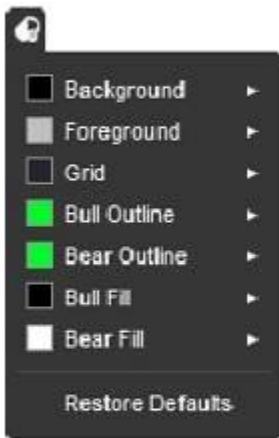 Background
Foreground
Grid
Bull Outline
Bear Outline
Bull Fill
Bear Fill
Restore Defaults